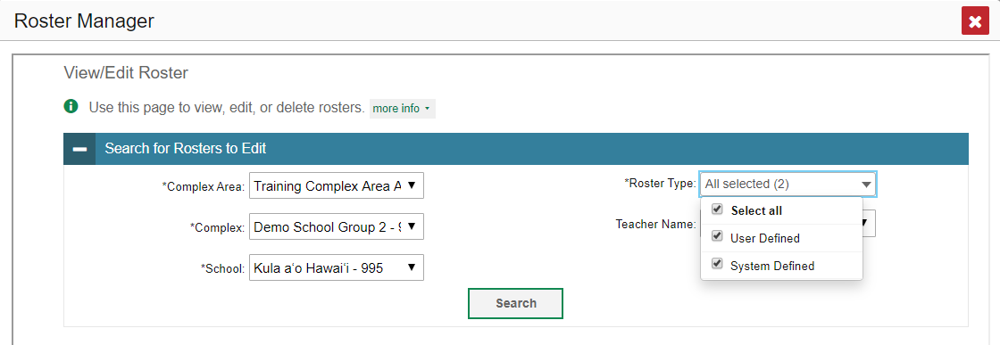 Roster Manager
View/Edit Roster
Use this page to view, edit, or delete rosters. more info
Search for Rosters to Edit
*Complex Area: Training Complex Area A
*Roster Type: All selected (2)
Select all
*Complex: Demo School Group 2 -
Teacher Name:
User Defined
*School: Kula aʻo Hawaiʻi - 995
System Defined
Search